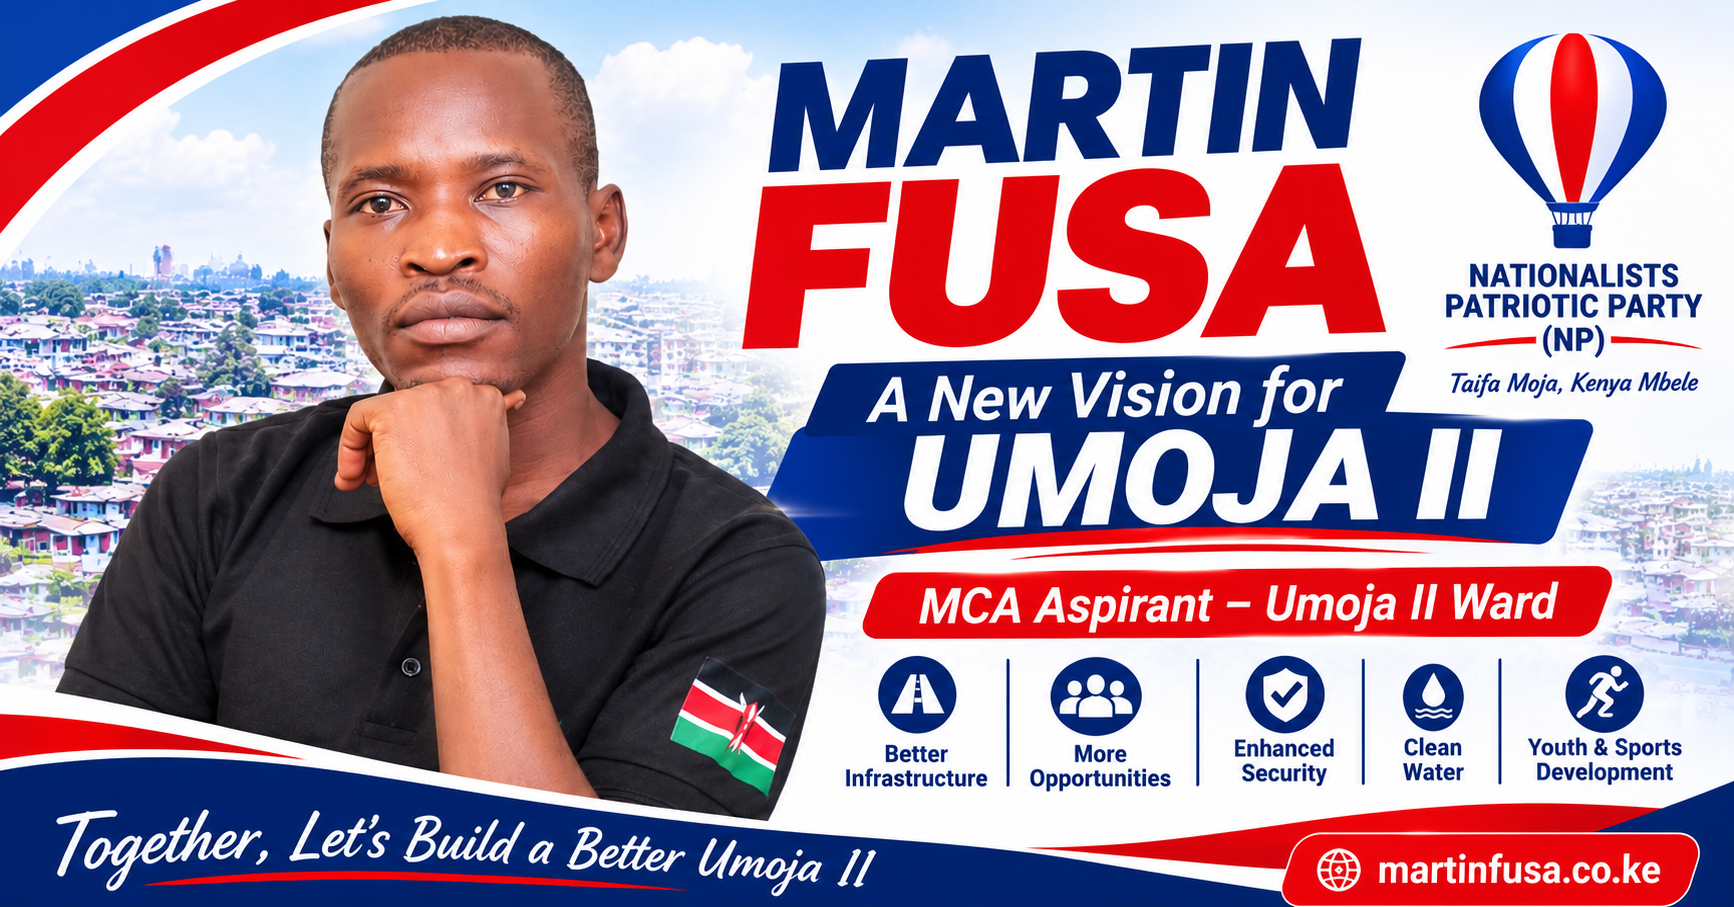 MARTIN
FUSA
A New Vision for
UMOJA II
MCA Aspirant – Umoja II Ward
NATIONALISTS
PATRIOTIC PARTY
(NP)
Taifa Moja, Kenya Mbele
Better
Infrastructure
More
Opportunities
Enhanced
Security
Clean
Water
Youth & Sports
Development
Together, Let's Build a Better Umoja II
martinfusa.co.ke